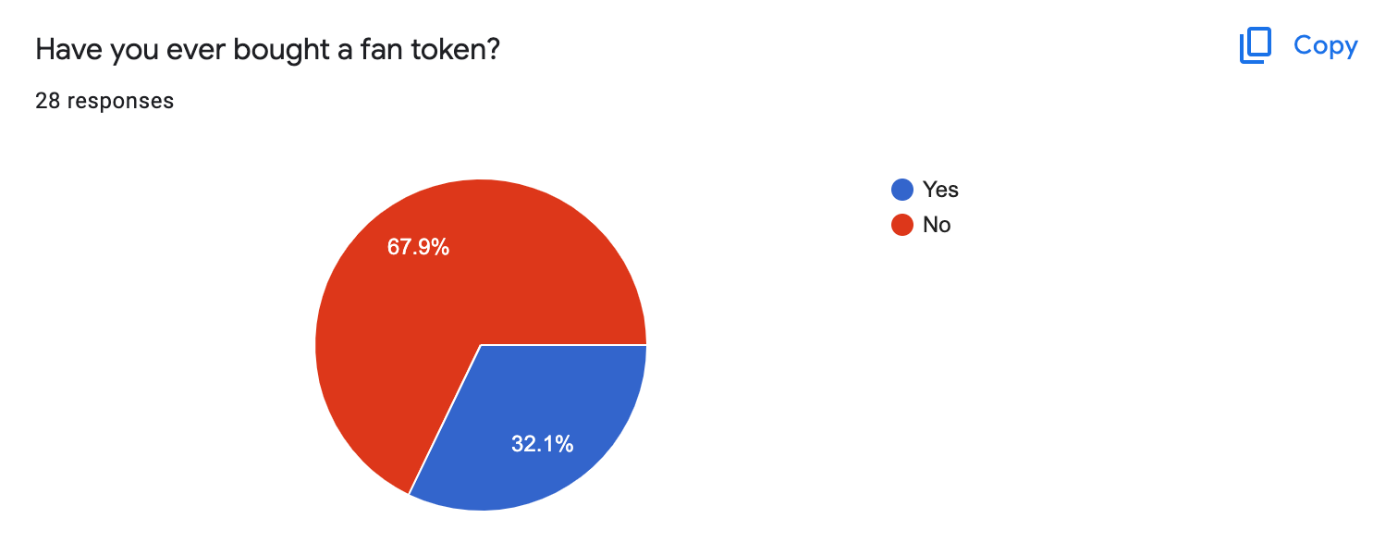 Have you ever bought a fan token?
Copy
28 responses
Yes
No
67.9%
32.1%